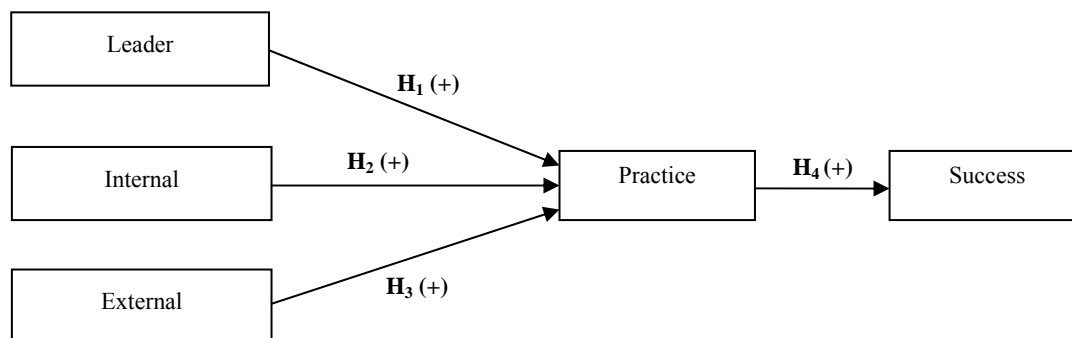 Leader
H₁ (+)
Internal
H₂ (+)
Practice
H₄ (+)
Success
External
H₃ (+)